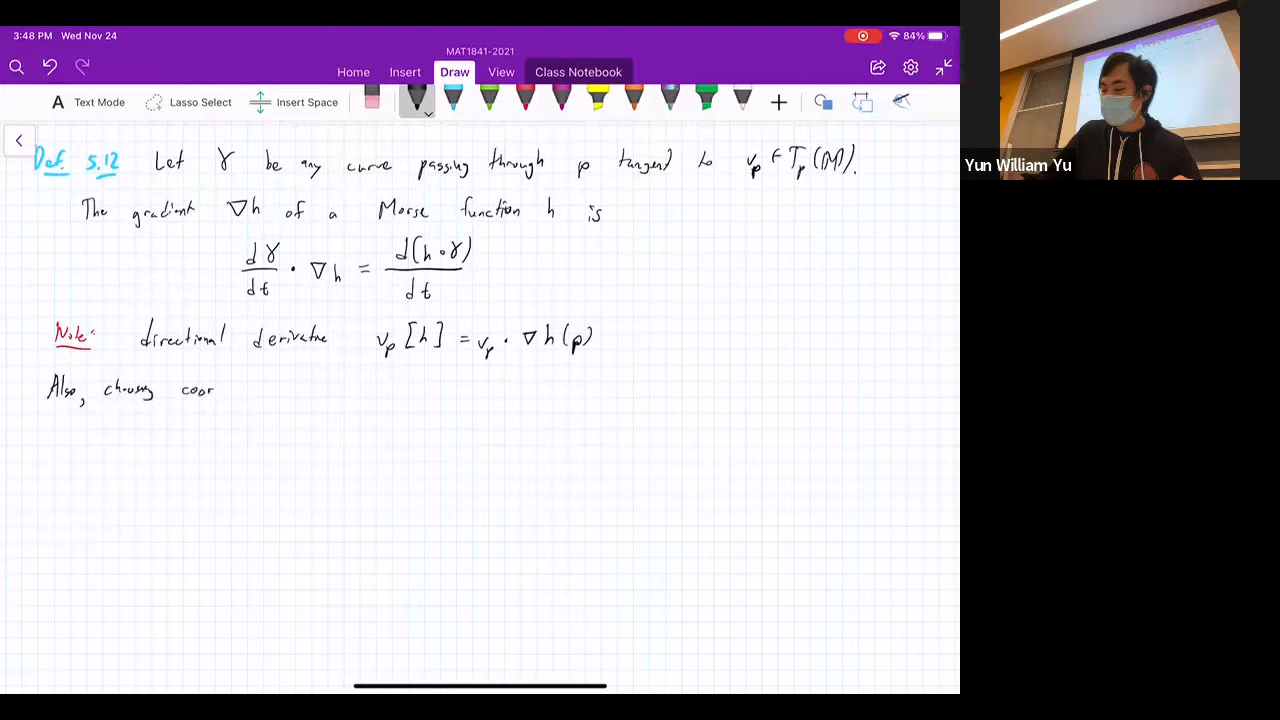 3:48 PM Wed Nov 24
84%
MAT1841-2021
Home Insert Draw View Class Notebook
A Text Mode Lasso Select Insert Space
Def. 5.12 Let γ be any curve passing through p tangent to v_p ∈ T_p(M).
The gradient ∇h of a Morse function h is
dγ/dt · ∇h = d(h∘γ)/dt
Note: directional derivative v_p[h] = v_p · ∇h(p)
Also, choosing coor
Yun William Yu